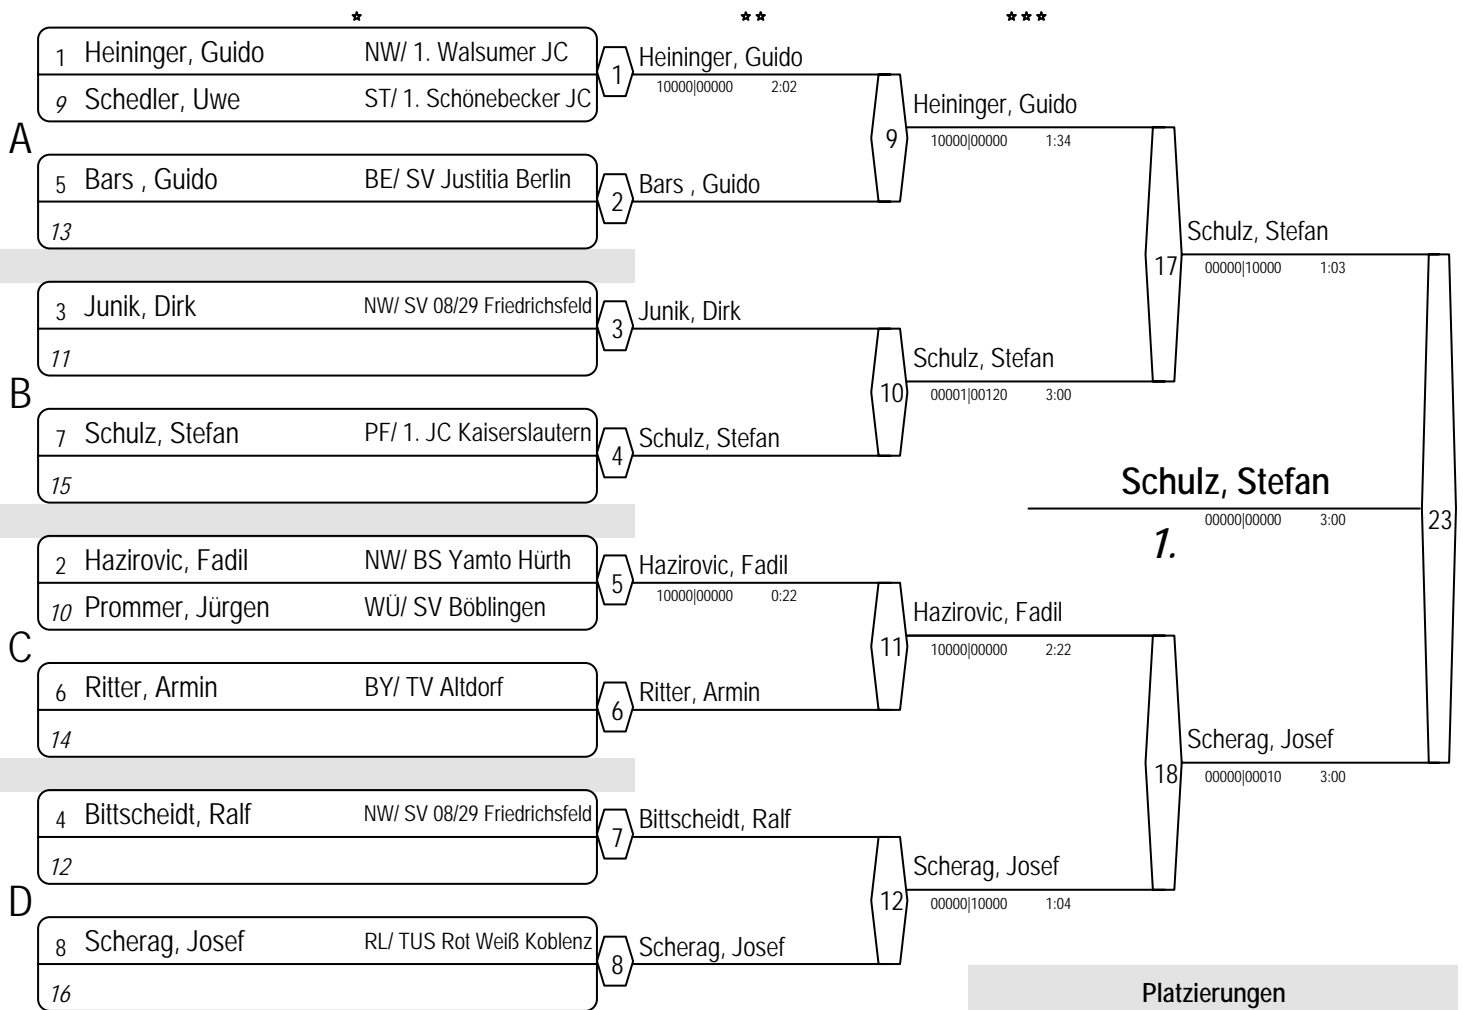 * ** ***
1 Heininger, Guido NW/ 1. Walsumer JC
9 Schedler, Uwe ST/ 1. Schönebecker JC
1
Heininger, Guido
10000|00000 2:02
A
5 Bars , Guido BE/ SV Justitia Berlin
13
2
Bars , Guido
9
Heininger, Guido
10000|00000 1:34
3 Junik, Dirk NW/ SV 08/29 Friedrichsfeld
11
3
Junik, Dirk
B
7 Schulz, Stefan PF/ 1. JC Kaiserslautern
15
4
Schulz, Stefan
10
Schulz, Stefan
00001|00120 3:00
17
Schulz, Stefan
00000|10000 1:03
2 Hazirovic, Fadil NW/ BS Yamto Hürth
10 Prommer, Jürgen WÜ/ SV Böblingen
5
Hazirovic, Fadil
10000|00000 0:22
C
6 Ritter, Armin BY/ TV Altdorf
14
6
Ritter, Armin
11
Hazirovic, Fadil
10000|00000 2:22
4 Bittscheidt, Ralf NW/ SV 08/29 Friedrichsfeld
12
7
Bittscheidt, Ralf
D
8 Scherag, Josef RL/ TUS Rot Weiß Koblenz
16
8
Scherag, Josef
12
Scherag, Josef
00000|10000 1:04
18
Scherag, Josef
00000|00010 3:00
23
Schulz, Stefan
00000|00000 3:00
1.
Platzierungen